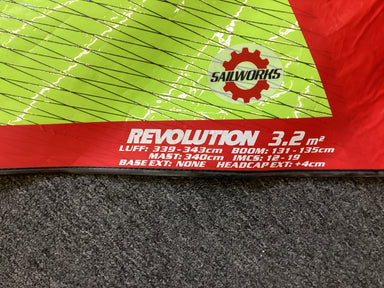 SAILWORKS
REVOLUTION 3.2 m²
LUFF: 339-343cm BOOM: 131-135cm
MAST: 340cm IMCS: 12-19
BASE EXT: NONE HEADCAP EXT: +4cm